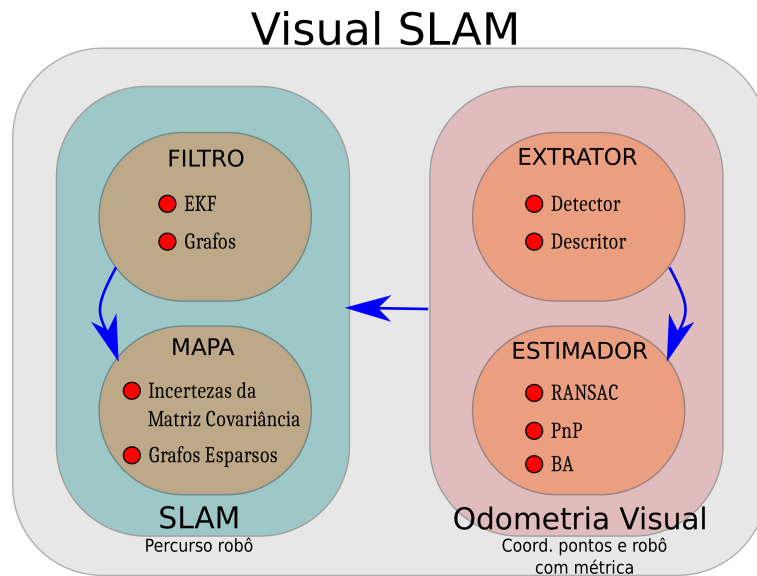 Visual SLAM
FILTRO
EKF
Grafos
MAPA
Incertezas da
Matriz Covariância
Grafos Esparsos
SLAM
Percurso robô
EXTRATOR
Detector
Descritor
ESTIMADOR
RANSAC
PnP
BA
Odometria Visual
Coord. pontos e robô
com métrica